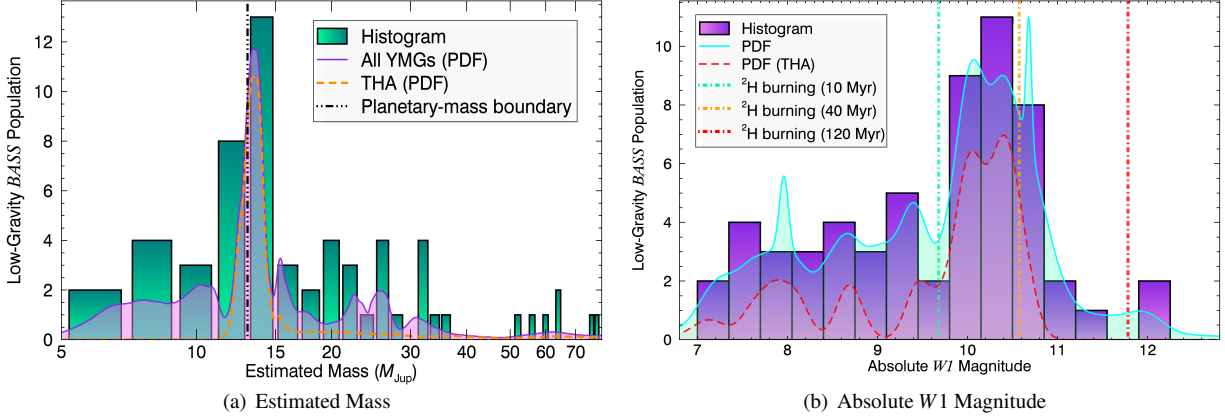 Low-Gravity BASS Population
12
10
8
6
4
2
0
Histogram
All YMGs (PDF)
THA (PDF)
Planetary-mass boundary
5 10 15 20 30 40 50 60 70
Estimated Mass (MJup)
(a) Estimated Mass
Low-Gravity BASS Population
10
8
6
4
2
0
Histogram
PDF
PDF (THA)
²H burning (10 Myr)
²H burning (40 Myr)
²H burning (120 Myr)
7 8 9 10 11 12
Absolute W1 Magnitude
(b) Absolute W1 Magnitude